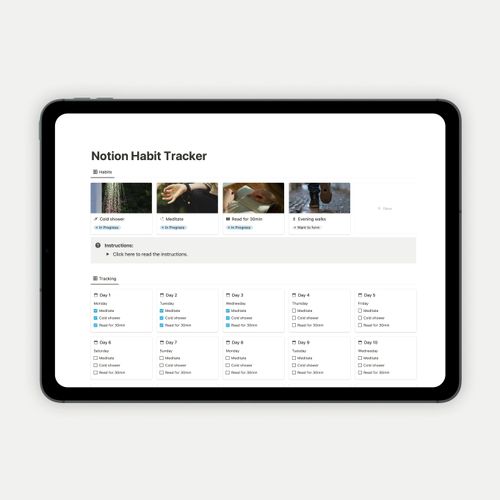 Notion Habit Tracker
Habits
Cold shower
In Progress
Meditate
In Progress
Read for 30min
In Progress
Evening walks
Want to form
New
Instructions:
Click here to read the instructions.
Tracking
Day 1
Monday
Meditate
Cold shower
Read for 30min
Day 2
Tuesday
Meditate
Cold shower
Read for 30min
Day 3
Wednesday
Meditate
Cold shower
Read for 30min
Day 4
Thursday
Meditate
Cold shower
Read for 30min
Day 5
Friday
Meditate
Cold shower
Read for 30min
Day 6
Saturday
Meditate
Cold shower
Read for 30min
Day 7
Sunday
Meditate
Cold shower
Read for 30min
Day 8
Monday
Meditate
Cold shower
Read for 30min
Day 9
Tuesday
Meditate
Cold shower
Read for 30min
Day 10
Wednesday
Meditate
Cold shower
Read for 30min